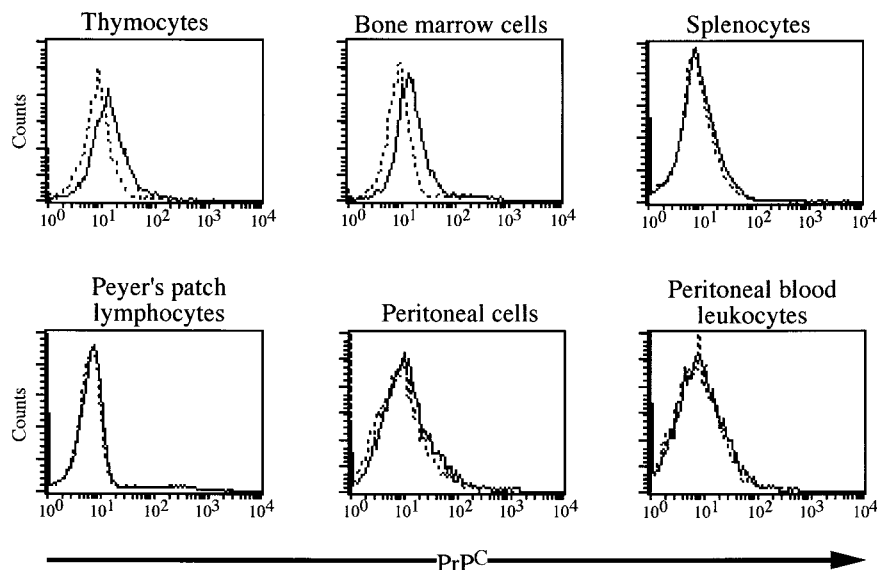 Thymocytes
Bone marrow cells
Splenocytes
Counts
10^0 10^1 10^2 10^3 10^4
10^0 10^1 10^2 10^3 10^4
10^0 10^1 10^2 10^3 10^4
Peyer's patch
lymphocytes
Peritoneal cells
Peritoneal blood
leukocytes
Counts
10^0 10^1 10^2 10^3 10^4
10^0 10^1 10^2 10^3 10^4
10^0 10^1 10^2 10^3 10^4
PrP^C